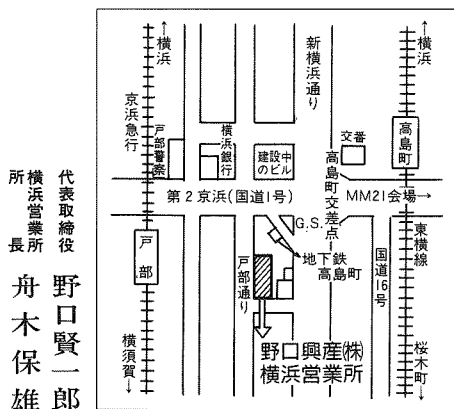 代表取締役 野口賢一郎
横浜営業所所長 舟木保雄
←横浜
京浜急行
戸部
横須賀→
戸部警察
横浜銀行
建設中のビル
新横浜通り
高島町交差点
交番
←横浜
高島町
第2京浜(国道1号)
MM21会場→
G.S.
地下鉄高島町
戸部通り
国道16号
東横線
桜木町→
野口興産㈱
横浜営業所